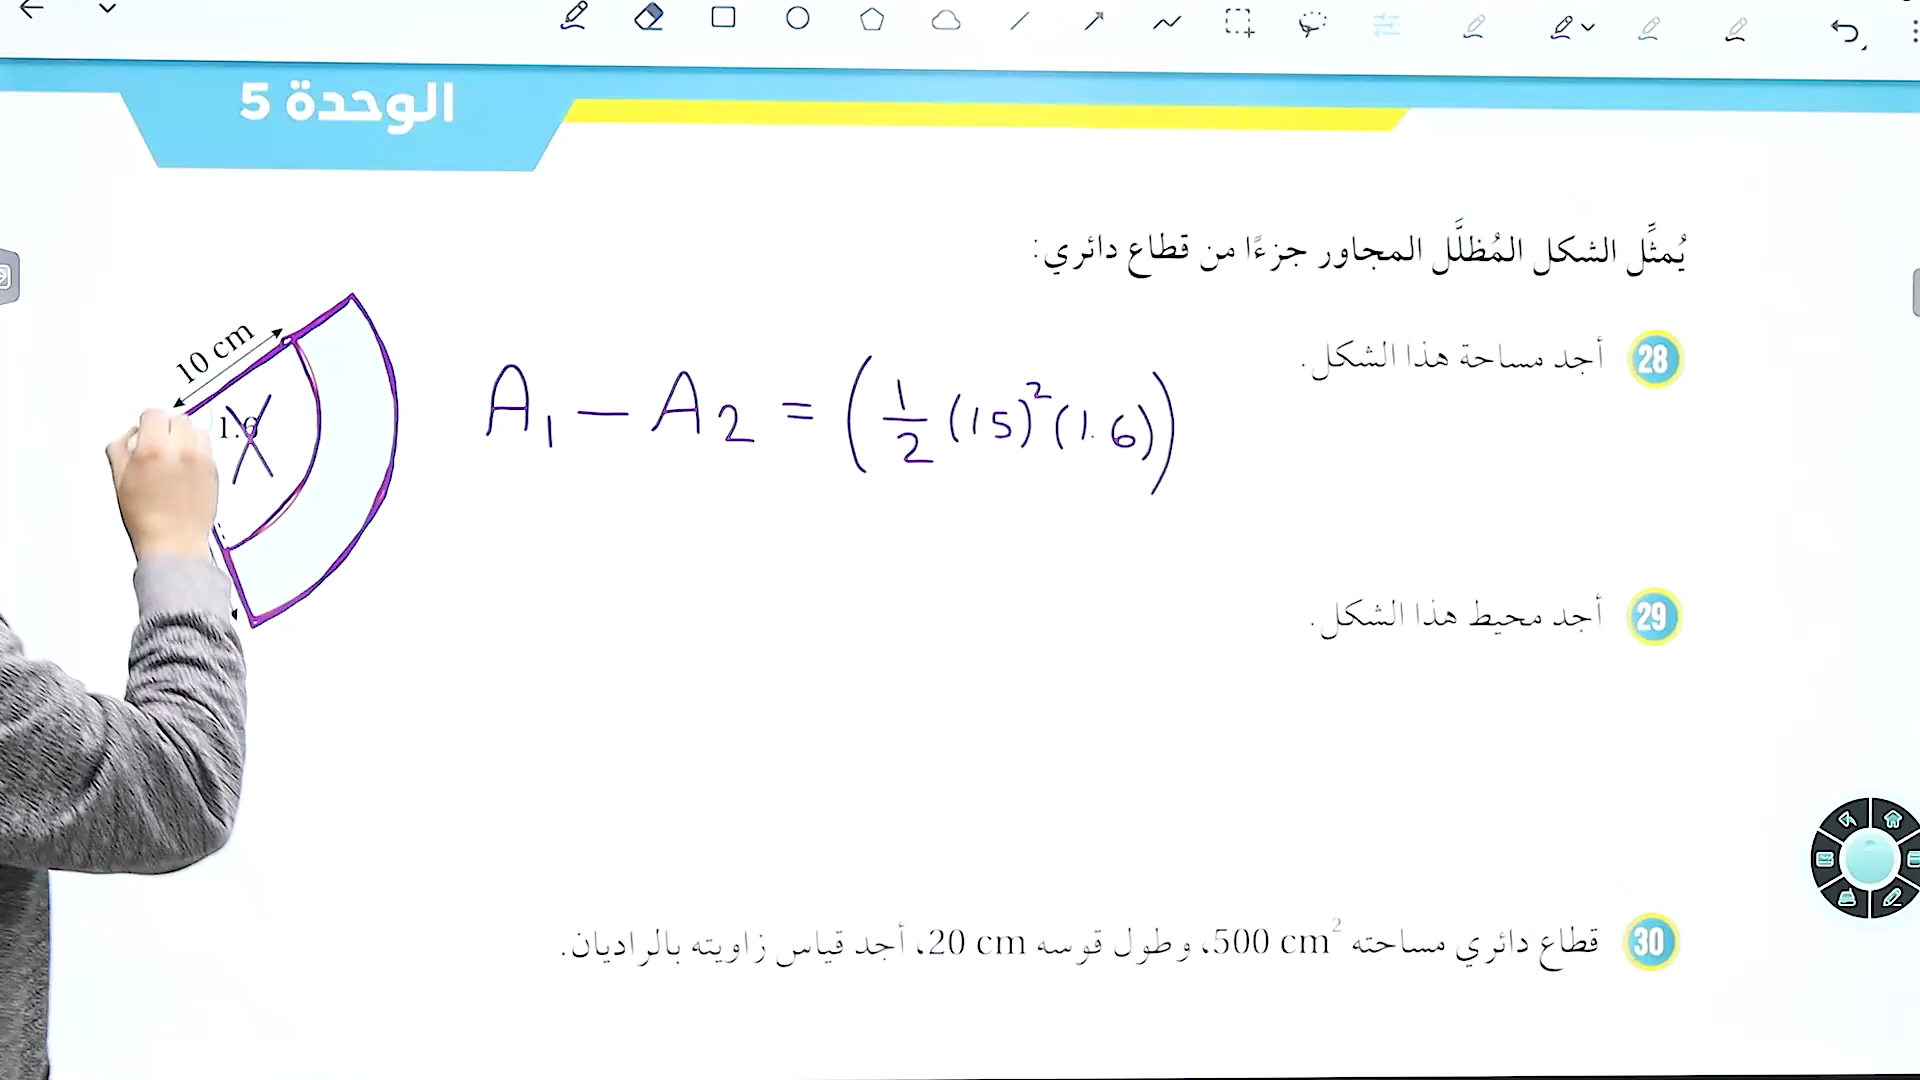 الوحدة 5
يُمثِّل الشكل المُظلَّل المجاور جزءًا من قطاع دائري:
28 أجد مساحة هذا الشكل.
10 cm
1.6
A₁ − A₂ = (1/2 (15)² (1.6))
29 أجد محيط هذا الشكل.
30 قطاع دائري مساحته 500 cm²، وطول قوسه 20 cm، أجد قياس زاويته بالراديان.